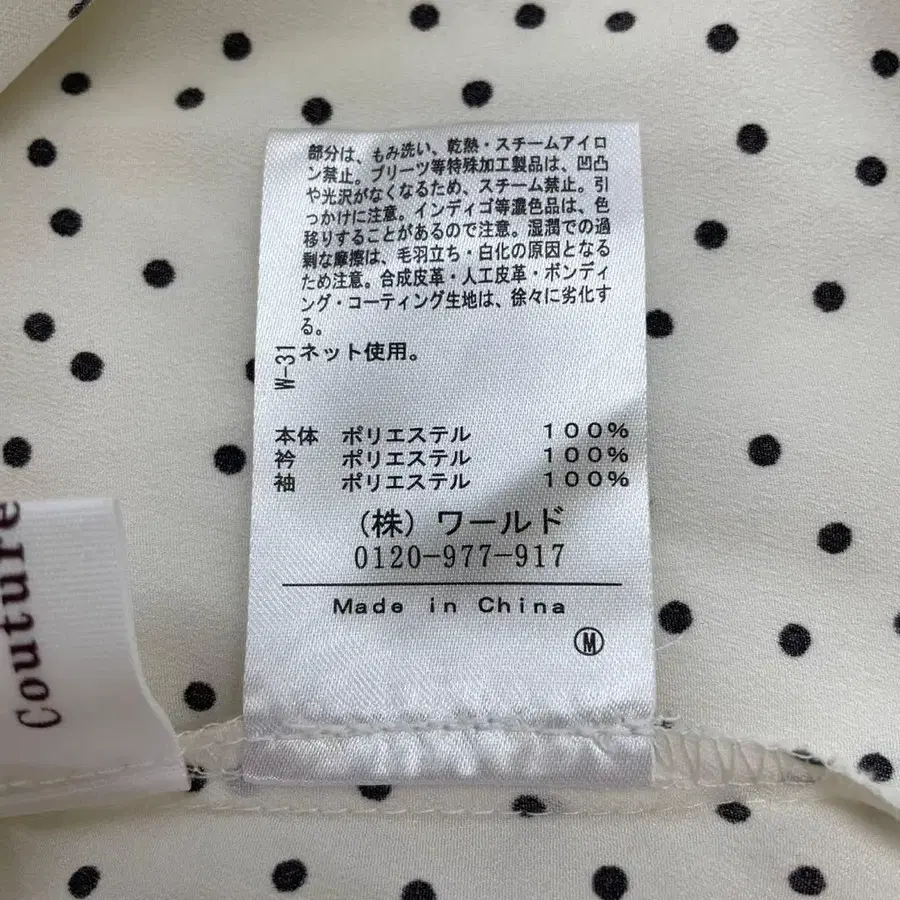 部分は、もみ洗い、乾熱・スチームアイロ
ン禁止。プリーツ等特殊加工製品は、凹凸
や光沢がなくなるため、スチーム禁止。引
っかけに注意。インディゴ等濃色品は、色
移りすることがあるので注意。湿潤での過
剰な摩擦は、毛羽立ち・白化の原因となる
ため注意。合成皮革・人工皮革・ボンディ
ング・コーティング生地は、徐々に劣化す
る。
W-31
ネット使用。
本体 ポリエステル 100%
衿 ポリエステル 100%
袖 ポリエステル 100%
(株)ワールド
0120-977-917
Made in China
M
Couture